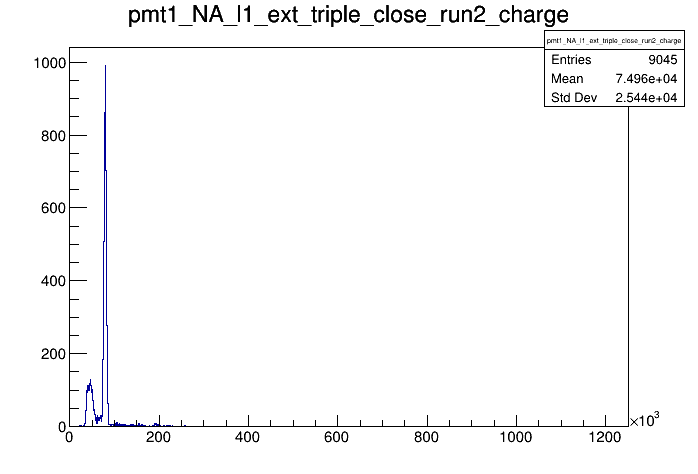 pmt1_NA_l1_ext_triple_close_run2_charge
pmt1_NA_l1_ext_triple_close_run2_charge
Entries 9045
Mean 7.496e+04
Std Dev 2.544e+04
1000
800
600
400
200
0
0 200 400 600 800 1000 1200
×10³